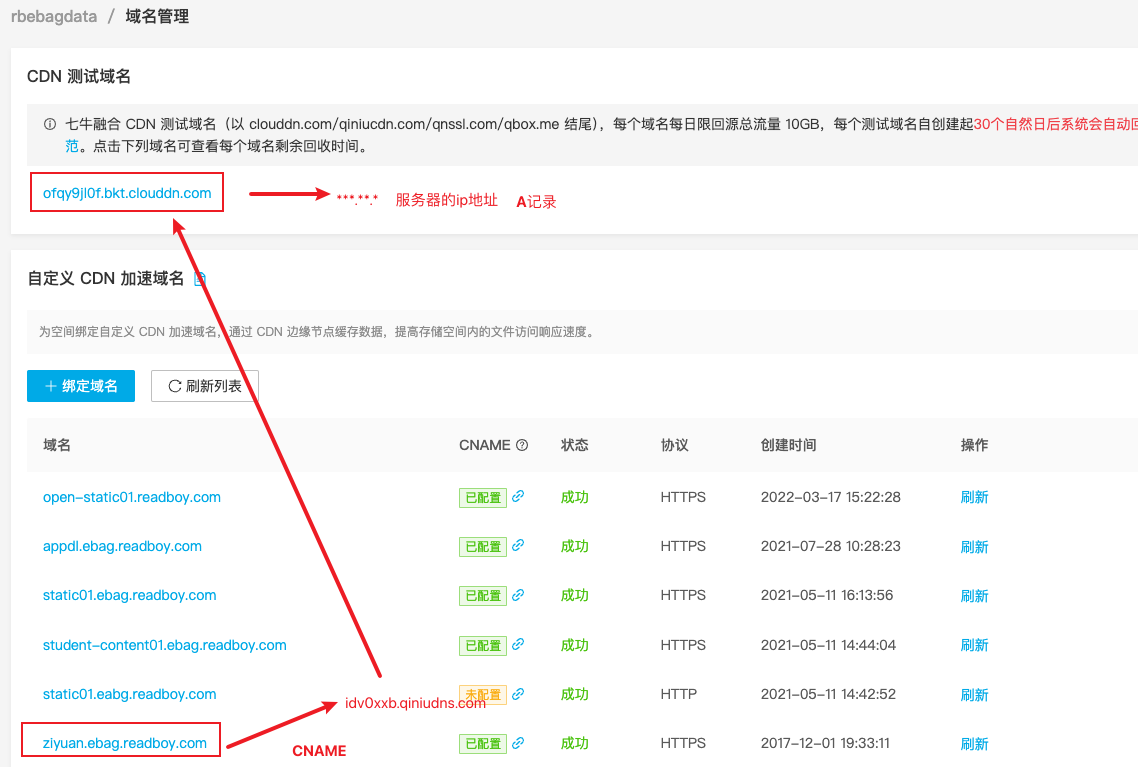 rbebagdata / 域名管理
CDN 测试域名
七牛融合 CDN 测试域名（以 clouddn.com/qiniucdn.com/qnssl.com/qbox.me 结尾），每个域名每日限回源总流量 10GB，每个测试域名自创建起30个自然日后系统会自动回
范。点击下列域名可查看每个域名剩余回收时间。
ofqy9jl0f.bkt.clouddn.com ***.**.* 服务器的ip地址 A记录
自定义 CDN 加速域名
为空间绑定自定义 CDN 加速域名，通过 CDN 边缘节点缓存数据，提高存储空间内的文件访问响应速度。
绑定域名 刷新列表
域名 CNAME 状态 协议 创建时间 操作
open-static01.readboy.com 已配置 成功 HTTPS 2022-03-17 15:22:28 刷新
appdl.ebag.readboy.com 已配置 成功 HTTPS 2021-07-28 10:28:23 刷新
static01.ebag.readboy.com 已配置 成功 HTTPS 2021-05-11 16:13:56 刷新
student-content01.ebag.readboy.com 已配置 成功 HTTPS 2021-05-11 14:44:04 刷新
static01.eabg.readboy.com 未配置 成功 HTTP 2021-05-11 14:42:52 刷新
idv0xxb.qiniudns.com
ziyuan.ebag.readboy.com 已配置 成功 HTTPS 2017-12-01 19:33:11 刷新
CNAME